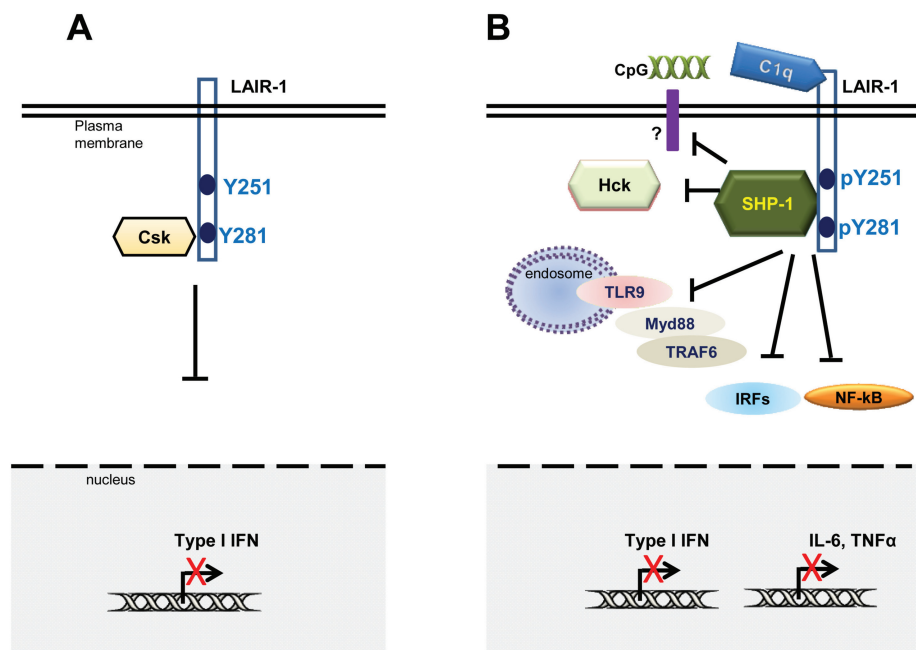 A
LAIR-1
Plasma
membrane
Y251
Csk
Y281
nucleus
Type I IFN
B
CpG
C1q
LAIR-1
?
Hck
SHP-1
pY251
pY281
endosome
TLR9
Myd88
TRAF6
IRFs
NF-kB
Type I IFN
IL-6, TNFα